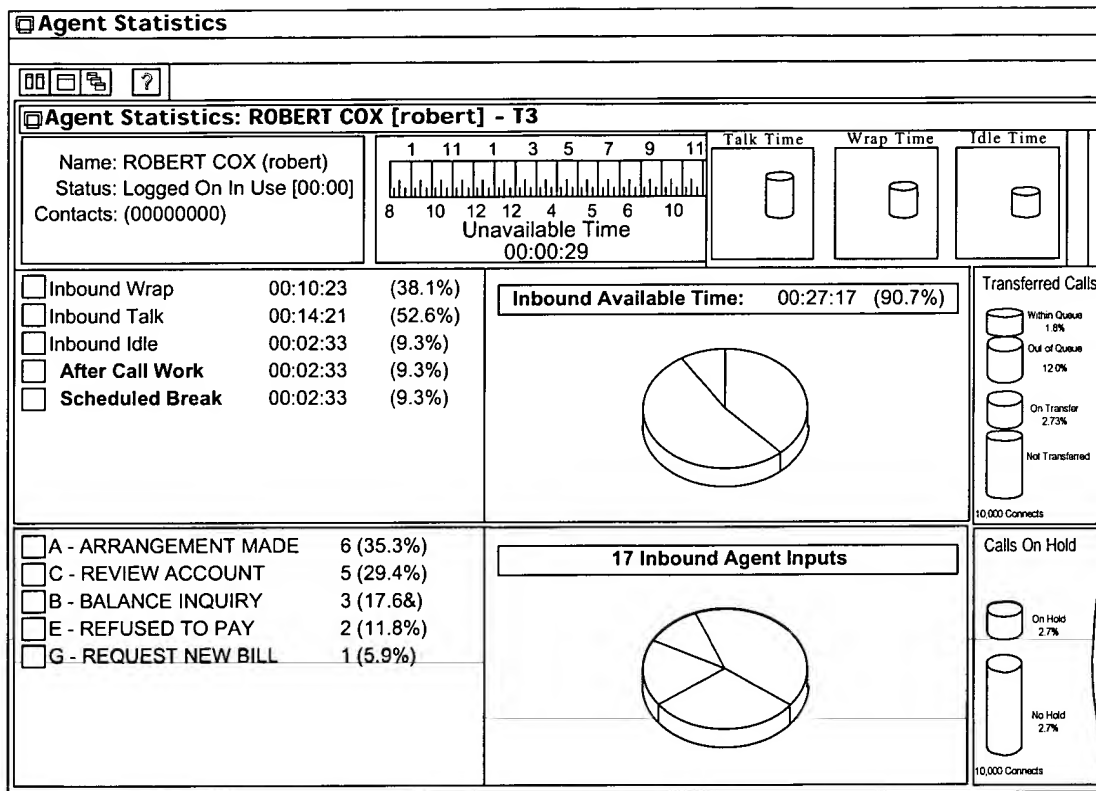 Agent Statistics
?
Agent Statistics: ROBERT COX [robert] - T3
Name: ROBERT COX (robert)
Status: Logged On In Use [00:00]
Contacts: (00000000)
1 11 1 3 5 7 9 11
8 10 12 12 4 5 6 10
Unavailable Time
00:00:29
Talk Time Wrap Time Idle Time
Inbound Wrap 00:10:23 (38.1%)
Inbound Talk 00:14:21 (52.6%)
Inbound Idle 00:02:33 (9.3%)
After Call Work 00:02:33 (9.3%)
Scheduled Break 00:02:33 (9.3%)
Inbound Available Time: 00:27:17 (90.7%)
Transferred Calls
Within Queue
1.8%
Out of Queue
12.0%
On Transfer
2.73%
Not Transferred
10,000 Connects
A - ARRANGEMENT MADE 6 (35.3%)
C - REVIEW ACCOUNT 5 (29.4%)
B - BALANCE INQUIRY 3 (17.6&)
E - REFUSED TO PAY 2 (11.8%)
G - REQUEST NEW BILL 1 (5.9%)
17 Inbound Agent Inputs
Calls On Hold
On Hold
2.7%
No Hold
2.7%
10,000 Connects